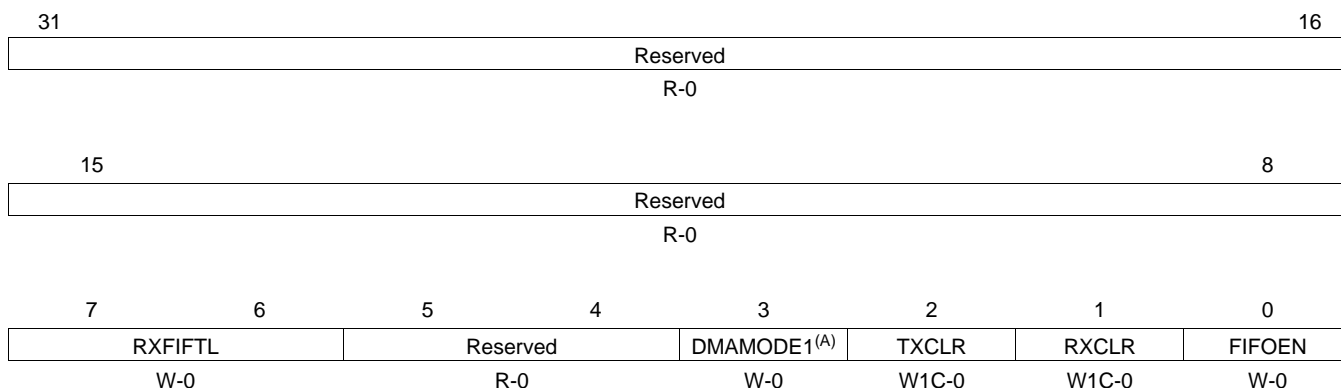 31 16
Reserved
R-0
15 8
Reserved
R-0
7 6 5 4 3 2 1 0
RXFIFTL Reserved DMAMODE1(A) TXCLR RXCLR FIFOEN
W-0 R-0 W-0 W1C-0 W1C-0 W-0